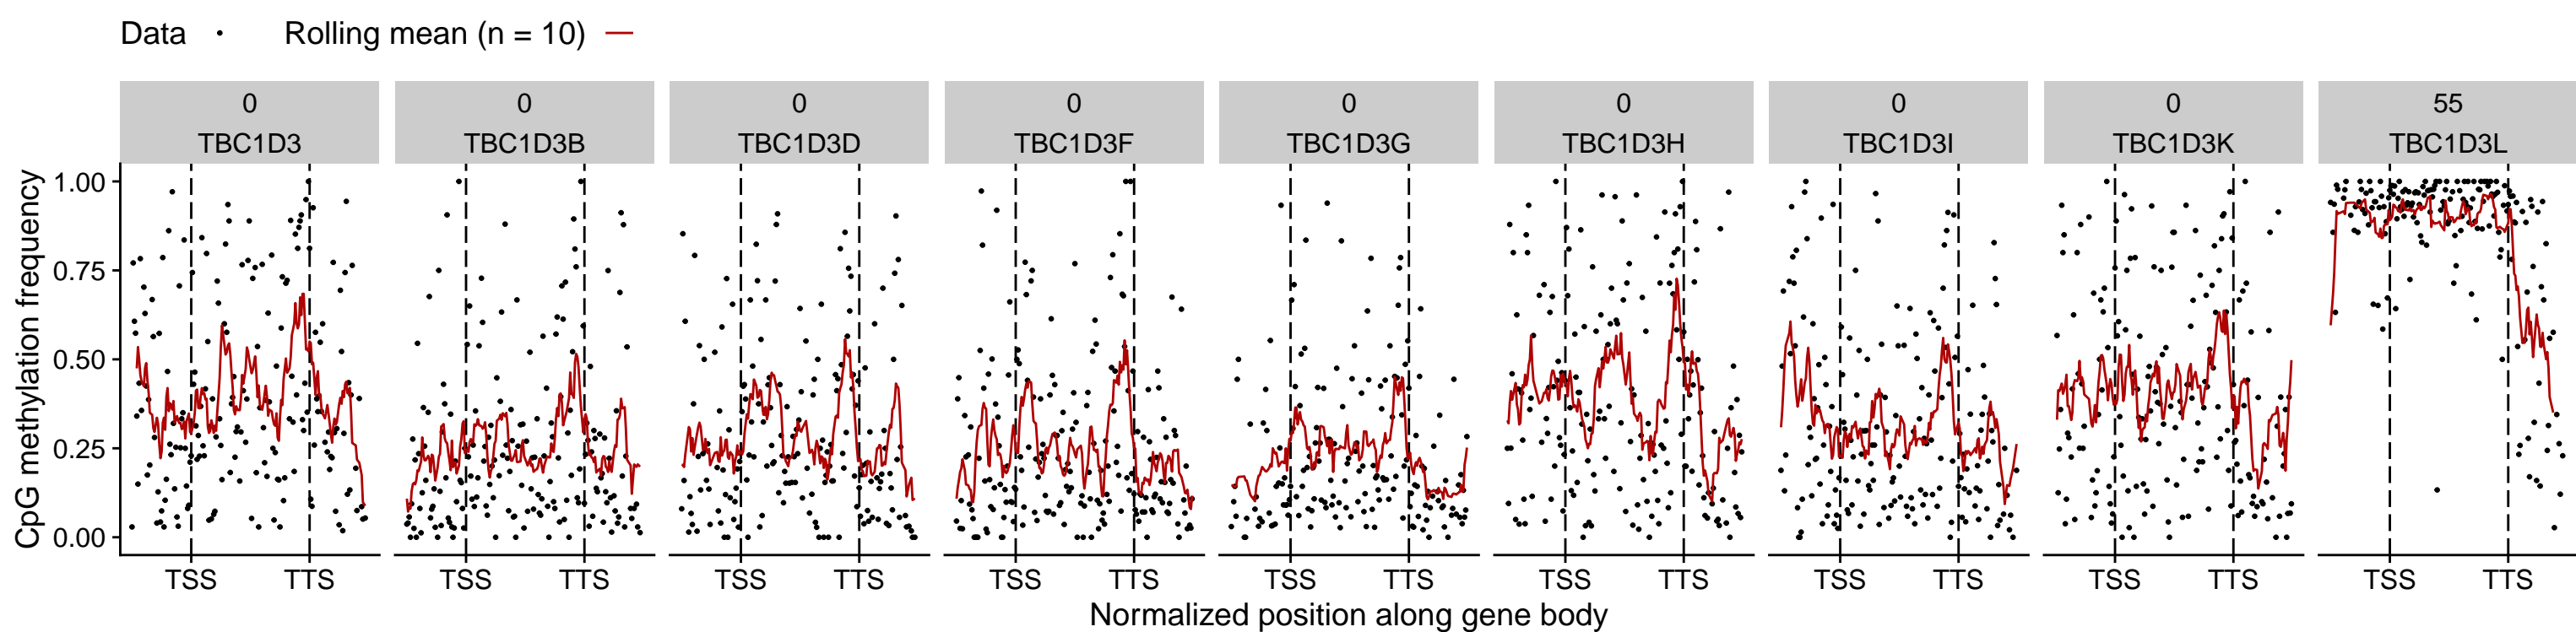 Data Rolling mean (n = 10)
0 0 0 0 0 0 0 0 55
TBC1D3 TBC1D3B TBC1D3D TBC1D3F TBC1D3G TBC1D3H TBC1D3I TBC1D3K TBC1D3L
CpG methylation frequency
1.00
0.75
0.50
0.25
0.00
TSS TTS TSS TTS TSS TTS TSS TTS TSS TTS TSS TTS TSS TTS TSS TTS TSS TTS
Normalized position along gene body